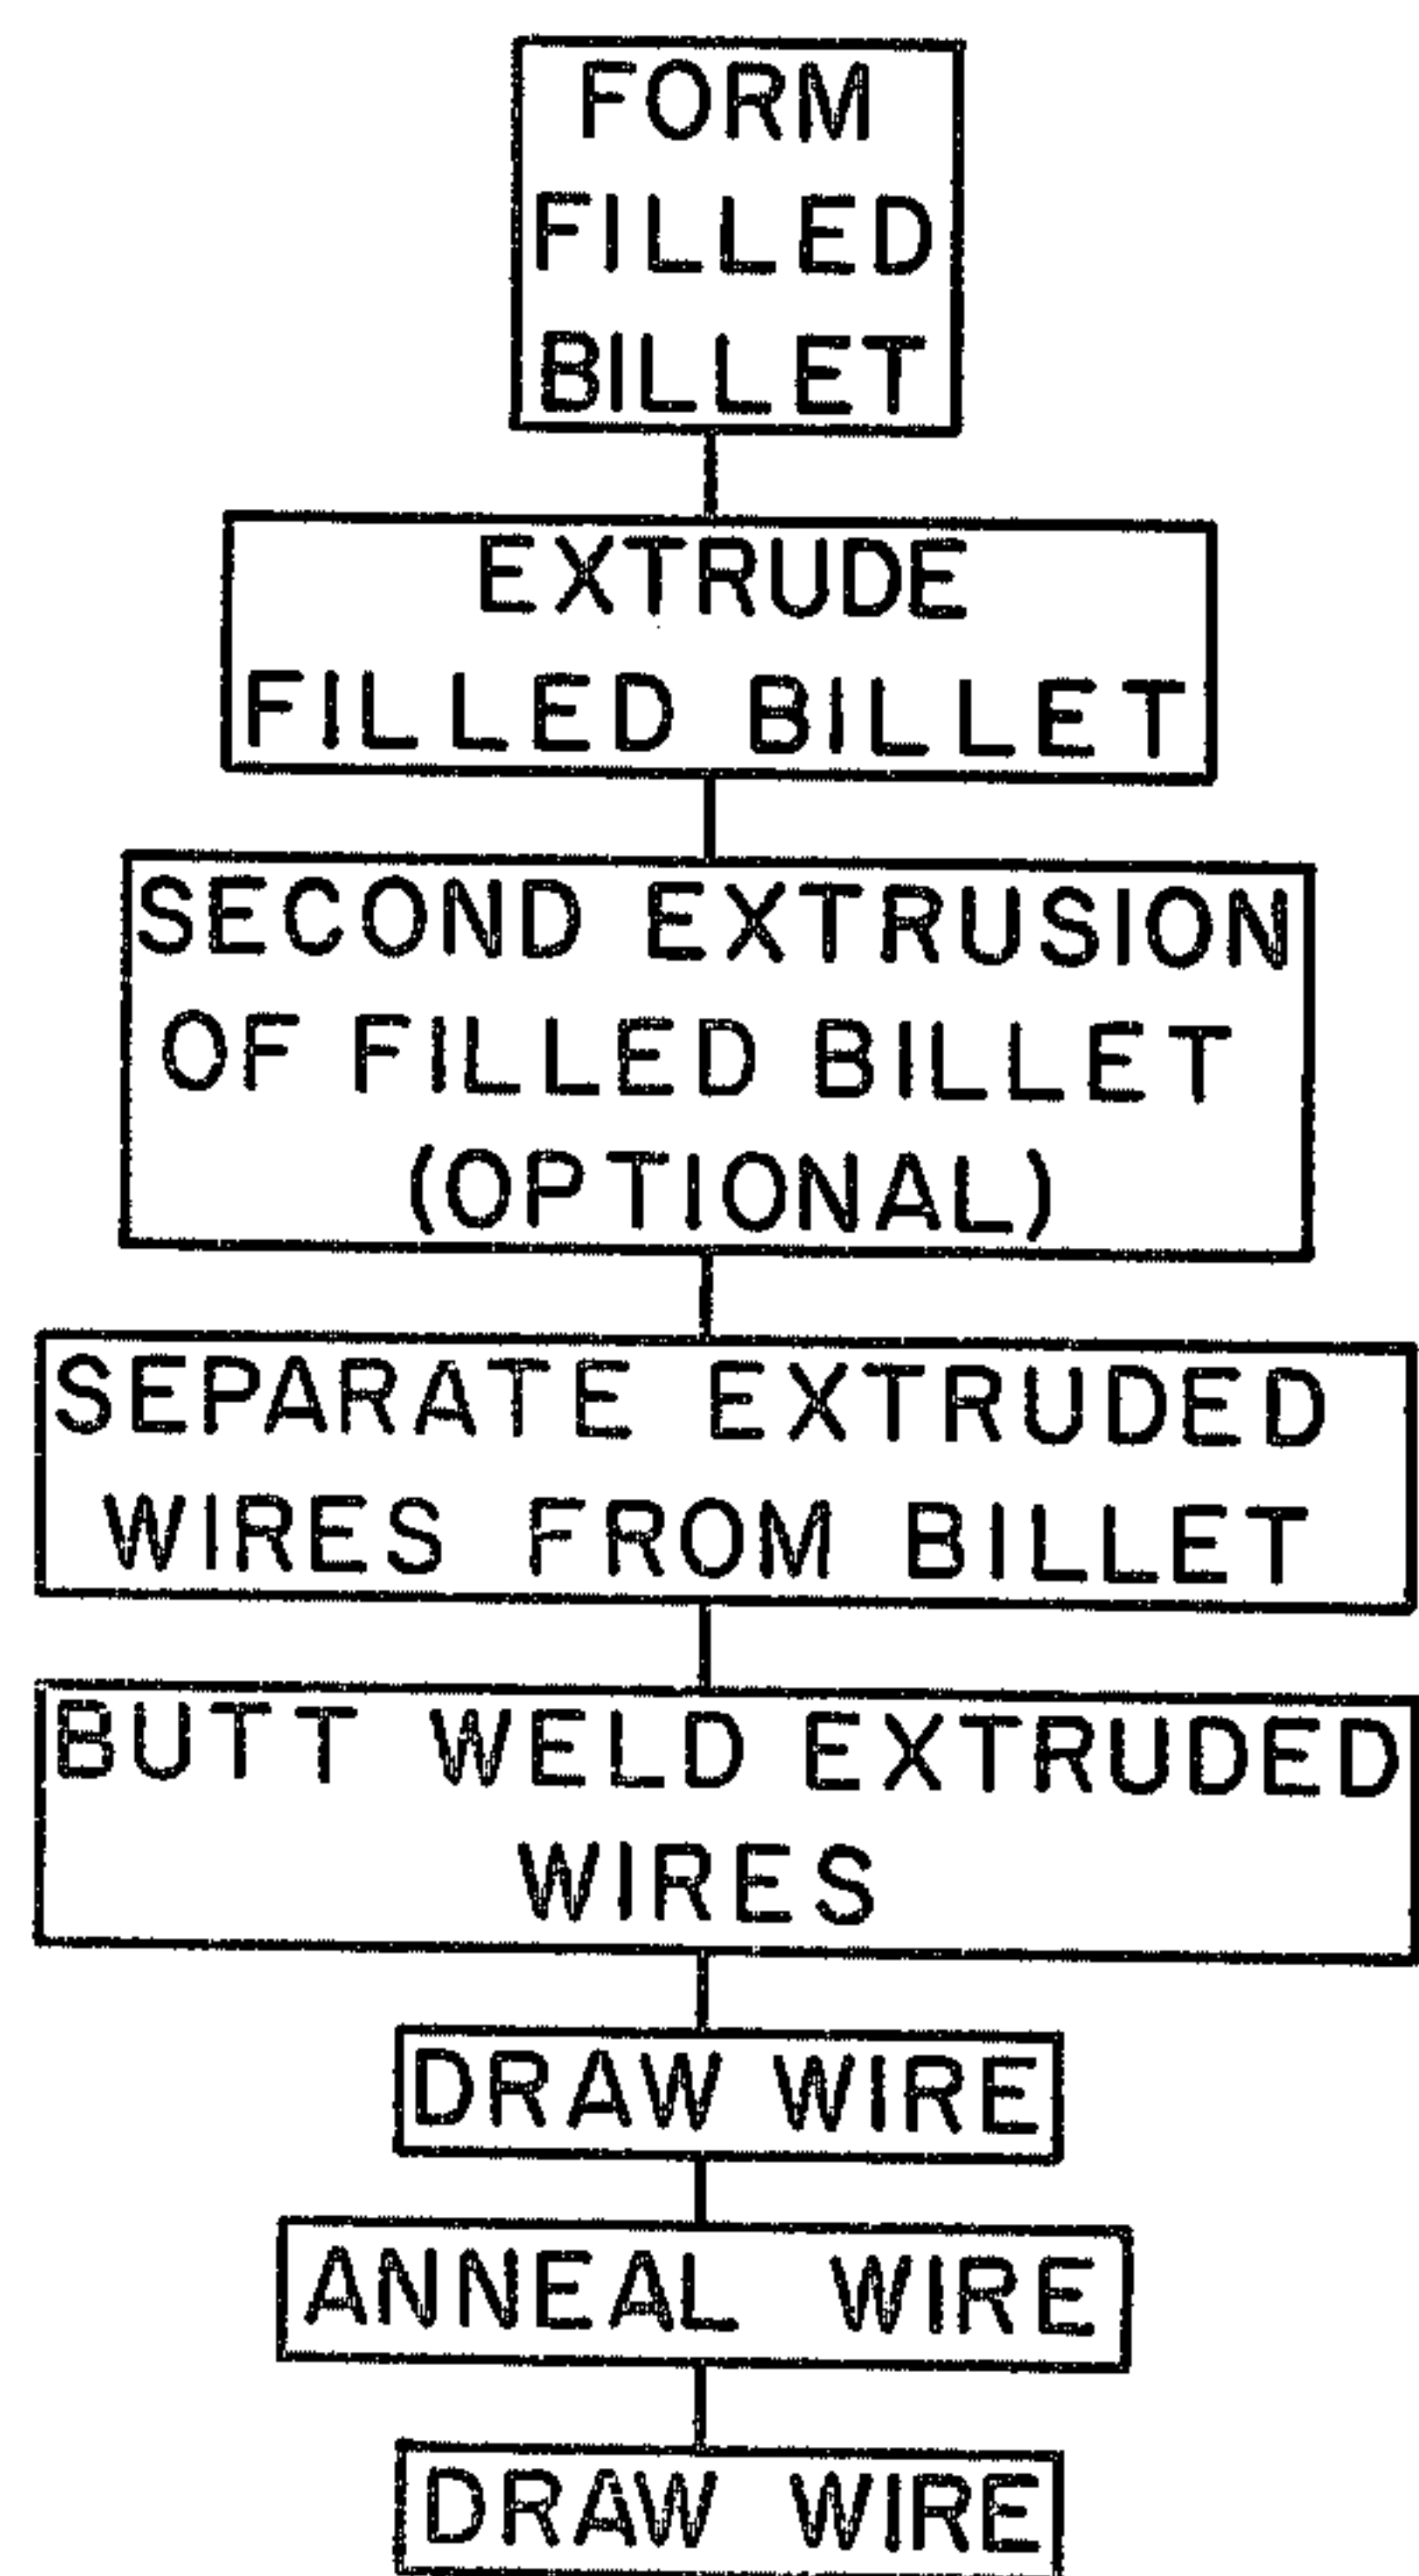 FORM
FILLED
BILLET
EXTRUDE
FILLED BILLET
SECOND EXTRUSION
OF FILLED BILLET
(OPTIONAL)
SEPARATE EXTRUDED
WIRES FROM BILLET
BUTT WELD EXTRUDED
WIRES
DRAW WIRE
ANNEAL WIRE
DRAW WIRE